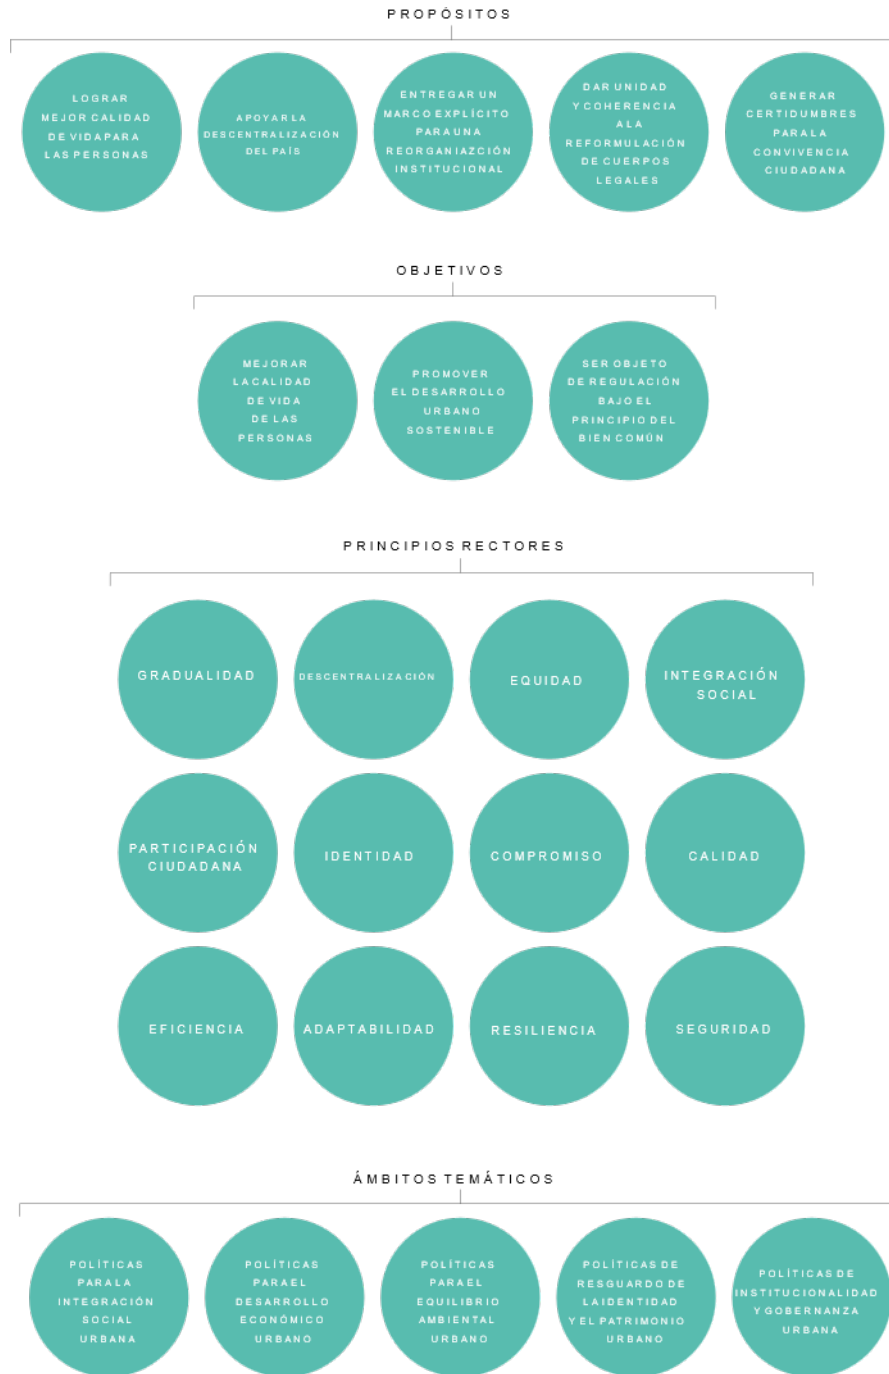 PROPÓSITOS
LOGRAR
MEJOR CALIDAD
DE VIDA PARA
LAS PERSONAS
APOYAR LA
DESCENTRALIZACIÓN
DEL PAÍS
ENTREGAR UN
MARCO EXPLÍCITO
PARA UNA
REORGANIAZCIÓN
INSTITUCIONAL
DAR UNIDAD
Y COHERENCIA
A LA
REFORMULACIÓN
DE CUERPOS
LEGALES
GENERAR
CERTIDUMBRES
PARA LA
CONVIVENCIA
CIUDADANA
OBJETIVOS
MEJORAR
LA CALIDAD
DE VIDA
DE LAS
PERSONAS
PROMOVER
EL DESARROLLO
URBANO
SOSTENIBLE
SER OBJETO
DE REGULACIÓN
BAJO EL
PRINCIPIO DEL
BIEN COMÚN
PRINCIPIOS RECTORES
GRADUALIDAD
DESCENTRALIZACIÓN
EQUIDAD
INTEGRACIÓN
SOCIAL
PARTICIPACIÓN
CIUDADANA
IDENTIDAD
COMPROMISO
CALIDAD
EFICIENCIA
ADAPTABILIDAD
RESILIENCIA
SEGURIDAD
ÁMBITOS TEMÁTICOS
POLÍTICAS
PARA LA
INTEGRACIÓN
SOCIAL
URBANA
POLÍTICAS
PARA EL
DESARROLLO
ECONÓMICO
URBANO
POLÍTICAS
PARA EL
EQUILIBRIO
AMBIENTAL
URBANO
POLÍTICAS DE
RESGUARDO DE
LA IDENTIDAD
Y EL PATRIMONIO
URBANO
POLÍTICAS DE
INSTITUCIONALIDAD
Y GOBERNANZA
URBANA